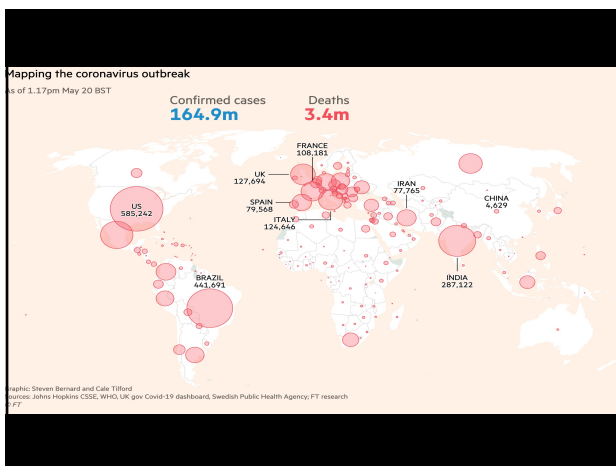 Mapping the coronavirus outbreak
As of 1.17pm May 20 BST
Confirmed cases
164.9m
Deaths
3.4m
FRANCE
108,181
UK
127,694
SPAIN
79,568
ITALY
124,646
IRAN
77,765
CHINA
4,629
US
585,242
BRAZIL
441,691
INDIA
287,122
Graphic: Steven Bernard and Cale Tilford
Sources: Johns Hopkins CSSE, WHO, UK gov Covid-19 dashboard, Swedish Public Health Agency; FT research
© FT